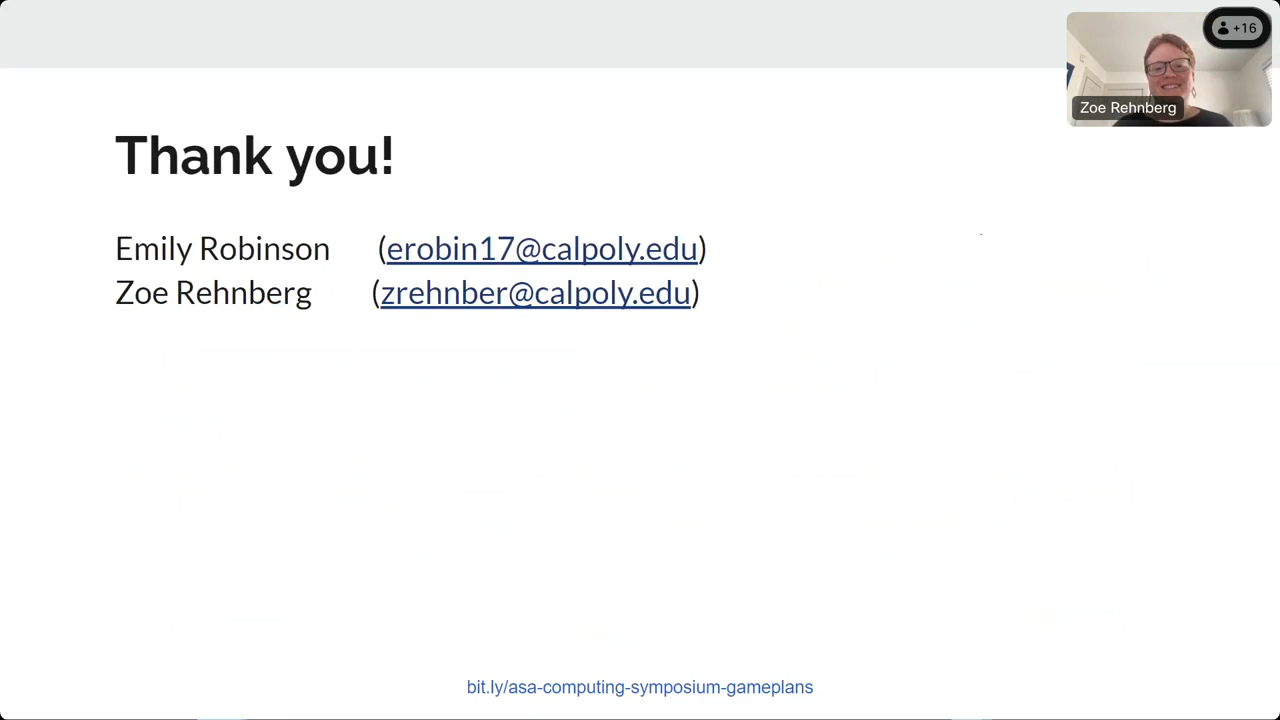 +16
Zoe Rehnberg
Thank you!
Emily Robinson (erobin17@calpoly.edu)
Zoe Rehnberg (zrehnber@calpoly.edu)
bit.ly/asa-computing-symposium-gameplans